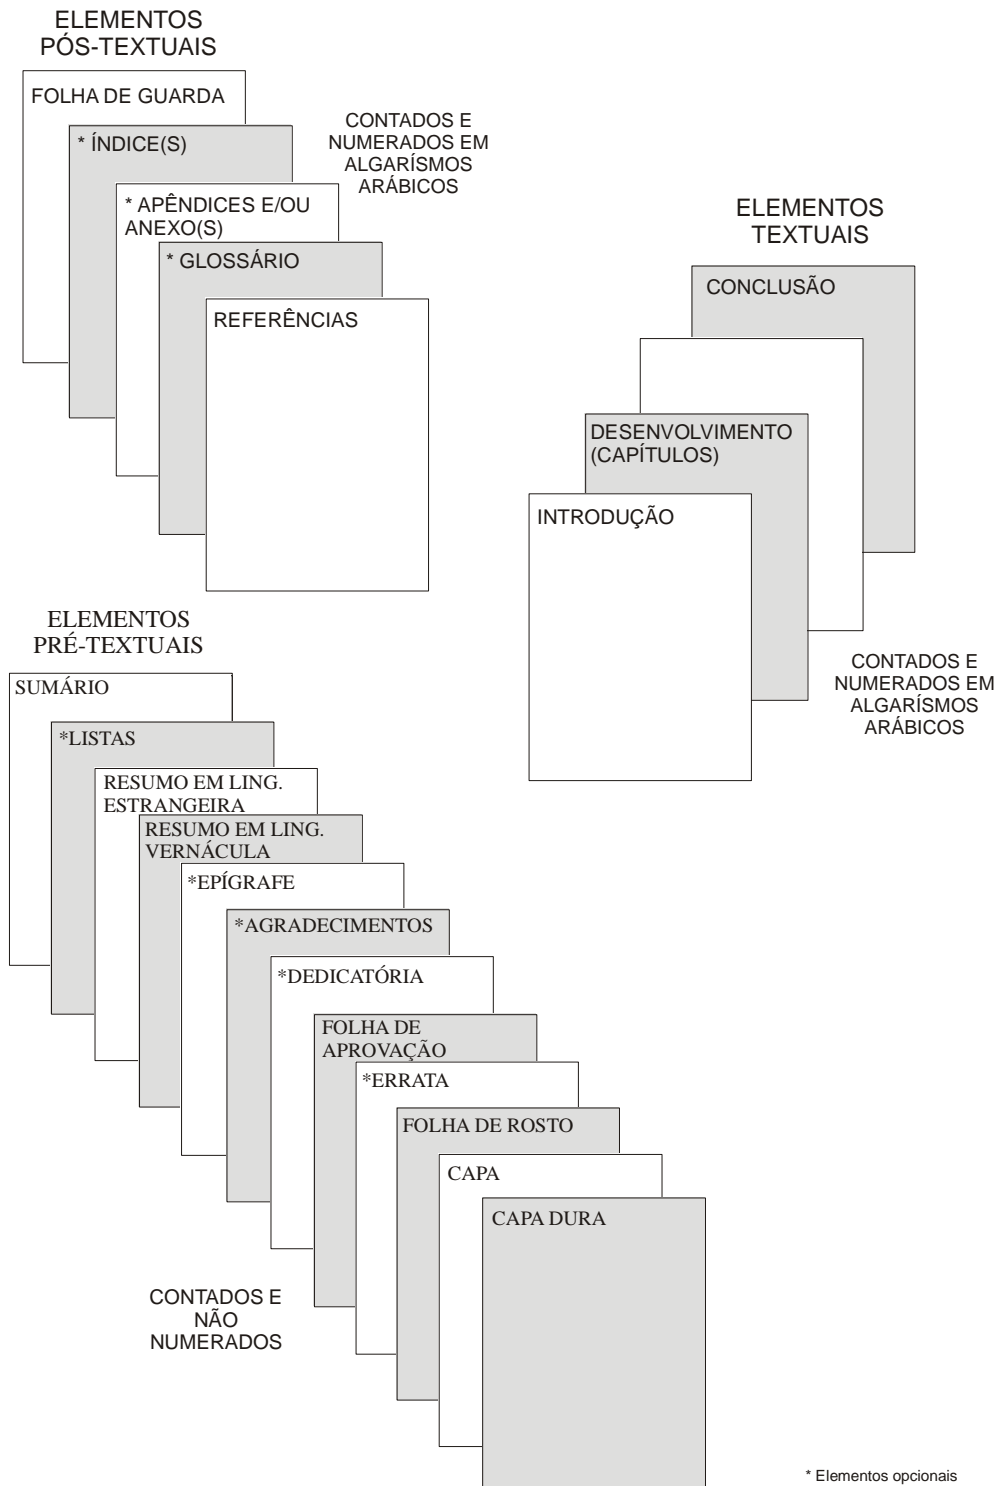 ELEMENTOS
PÓS-TEXTUAIS
FOLHA DE GUARDA
* ÍNDICE(S)
* APÊNDICES E/OU
ANEXO(S)
* GLOSSÁRIO
REFERÊNCIAS
CONTADOS E
NUMERADOS EM
ALGARÍSMOS
ARÁBICOS
ELEMENTOS
TEXTUAIS
CONCLUSÃO
DESENVOLVIMENTO
(CAPÍTULOS)
INTRODUÇÃO
CONTADOS E
NUMERADOS EM
ALGARÍSMOS
ARÁBICOS
ELEMENTOS
PRÉ-TEXTUAIS
SUMÁRIO
*LISTAS
RESUMO EM LING.
ESTRANGEIRA
RESUMO EM LING.
VERNÁCULA
*EPÍGRAFE
*AGRADECIMENTOS
*DEDICATÓRIA
FOLHA DE
APROVAÇÃO
*ERRATA
FOLHA DE ROSTO
CAPA
CAPA DURA
CONTADOS E
NÃO
NUMERADOS
* Elementos opcionais